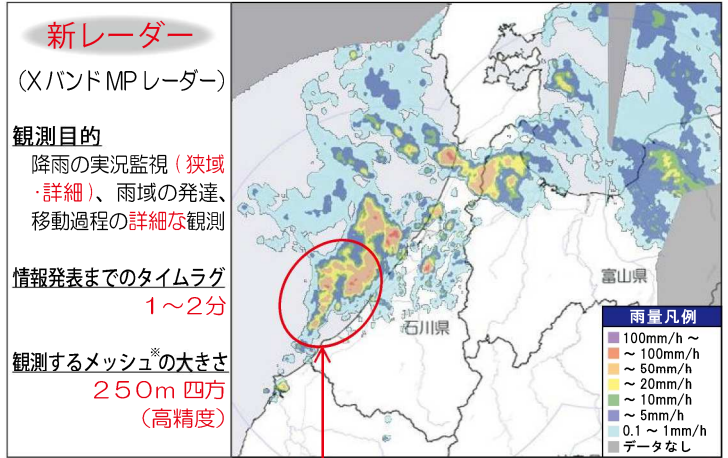 新レーダー
(XバンドMPレーダー)
観測目的
降雨の実況監視(狭域
・詳細)、雨域の発達、
移動過程の詳細な観測
情報発表までのタイムラグ
1〜2分
観測するメッシュ※の大きさ
250m四方
(高精度)
富山県
石川県
雨量凡例
100mm/h 〜
〜 100mm/h
〜 50mm/h
〜 20mm/h
〜 10mm/h
〜 5mm/h
0.1 〜 1mm/h
データなし